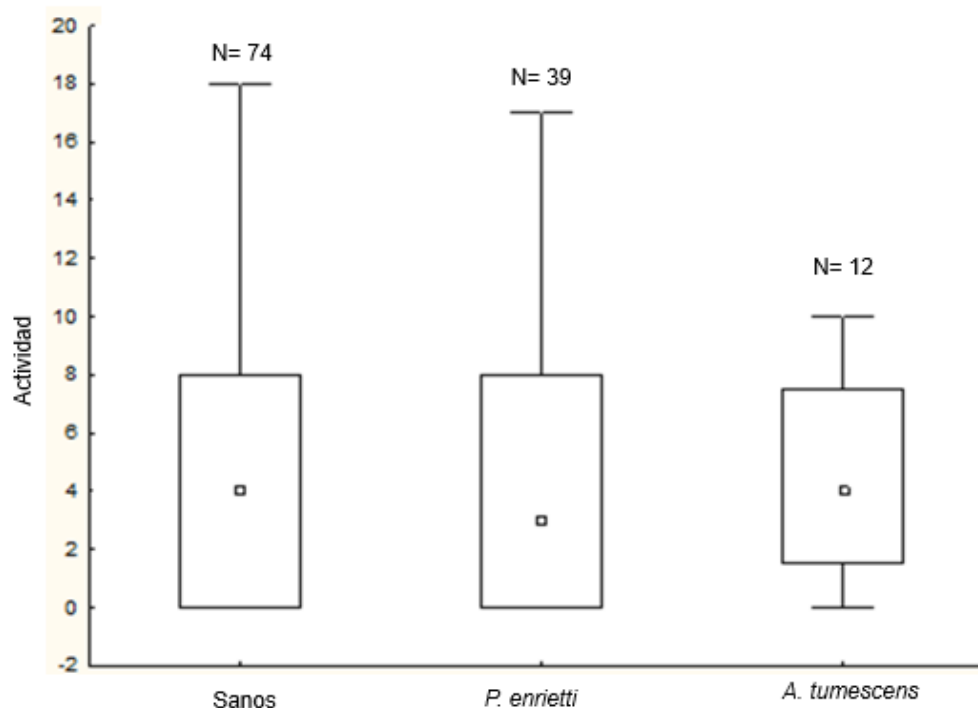 20
N= 74
18
N= 39
16
14
12
N= 12
10
8
6
4
2
0
-2
Actividad
Sanos
P. enrietti
A. tumescens